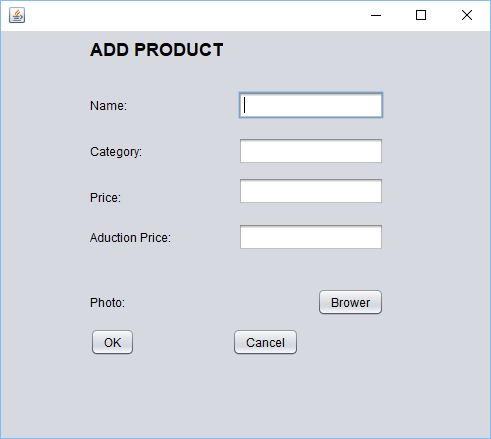 ADD PRODUCT
Name:
Category:
Price:
Aduction Price:
Photo:
Brower
OK
Cancel